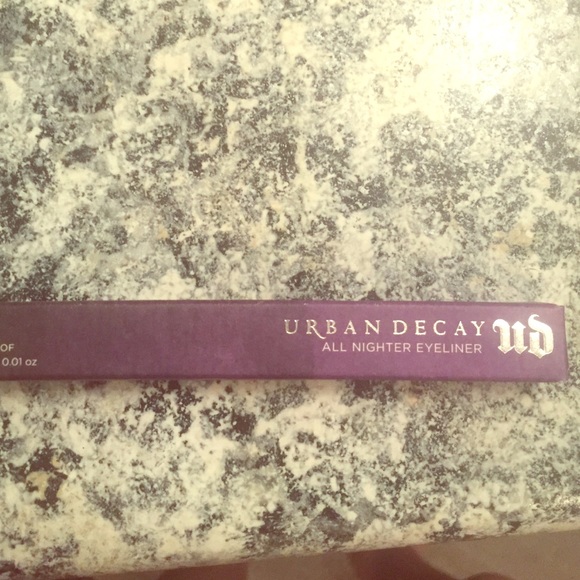 URBAN DECAY
ALL NIGHTER EYELINER
UD
OF
0.01 oz